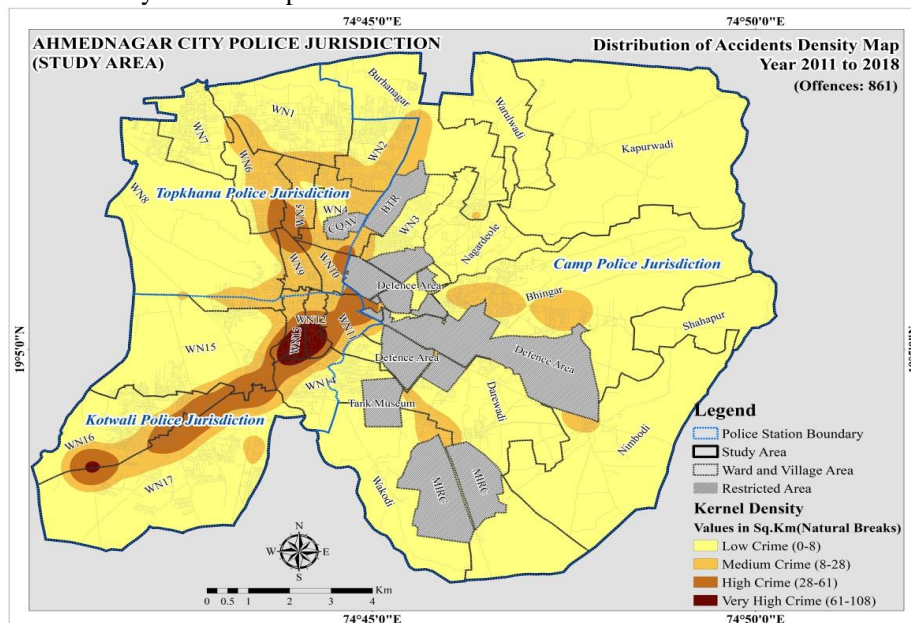 74°45'0"E
74°50'0"E
AHMEDNAGAR CITY POLICE JURISDICTION
(STUDY AREA)
Distribution of Accidents Density Map
Year 2011 to 2018
(Offences: 861)
Burhanagar
WN1
WN7
WN6
WN2
Warulwadi
Kapurwadi
WN8
Topkhana Police Jurisdiction
WN5
WN4
CQAV
BTR
WN3
Nagardeole
WN9
WN10
Defence Area
Camp Police Jurisdiction
Bhingar
WN12
WN13
WN11
Shahapur
19°5'0"N
WN15
Defence Area
Defence Area
WN14
Tank Museum
Darewadi
Kotwali Police Jurisdiction
WN16
WN17
Nimbodi
Wakodi
MIRC
MIRC
Legend
Police Station Boundary
Study Area
Ward and Village Area
Restricted Area
Kernel Density
Values in Sq.Km(Natural Breaks)
Low Crime (0-8)
Medium Crime (8-28)
High Crime (28-61)
Very High Crime (61-108)
N
W
E
S
Km
0 0.5 1 2 3 4
74°45'0"E
74°50'0"E